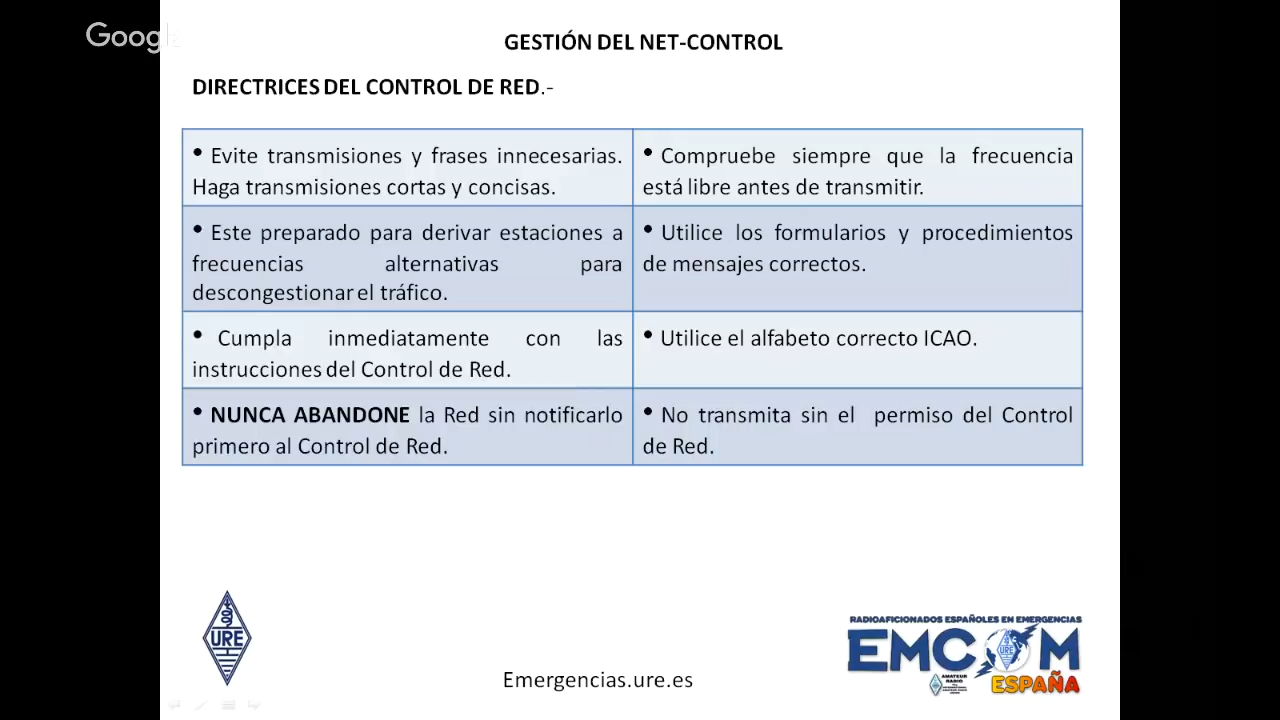 Google
GESTIÓN DEL NET-CONTROL
DIRECTRICES DEL CONTROL DE RED.-
• Evite transmisiones y frases innecesarias.
Haga transmisiones cortas y concisas.
• Compruebe siempre que la frecuencia
está libre antes de transmitir.
• Este preparado para derivar estaciones a
frecuencias alternativas para
descongestionar el tráfico.
• Utilice los formularios y procedimientos
de mensajes correctos.
• Cumpla inmediatamente con las
instrucciones del Control de Red.
• Utilice el alfabeto correcto ICAO.
• NUNCA ABANDONE la Red sin notificarlo
primero al Control de Red.
• No transmita sin el permiso del Control
de Red.
URE
Emergencias.ure.es
RADIOAFICIONADOS ESPAÑOLES EN EMERGENCIAS
EMCOM
URE
AMATEUR
RADIO
ESPAÑA